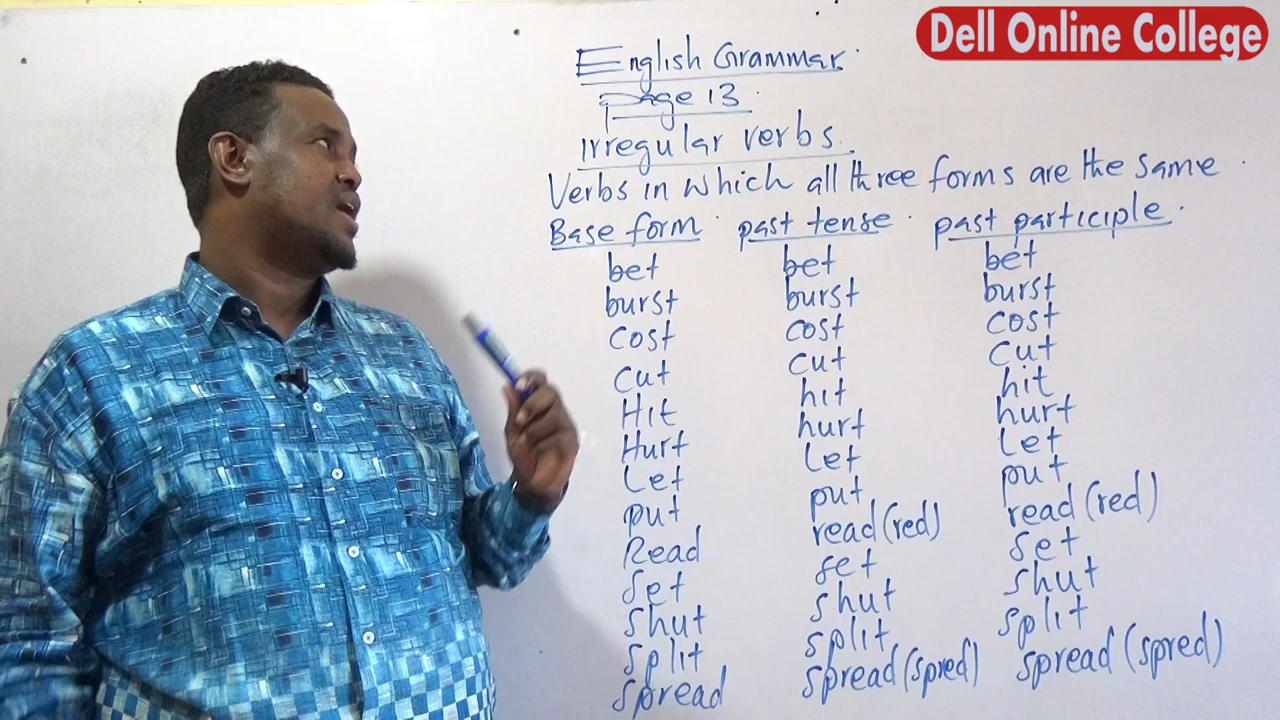 Dell Online College
English Grammar.
page 13.
Irregular verbs.
Verbs in which all three forms are the same.
Base form. past tense. past participle.
bet bet bet
burst burst burst
cost cost cost
cut cut cut
Hit hit hit
Hurt hurt hurt
Let Let Let
put put put
Read read (red) read (red)
set set set
shut shut shut
split split split
spread spread (spred) spread (spred)